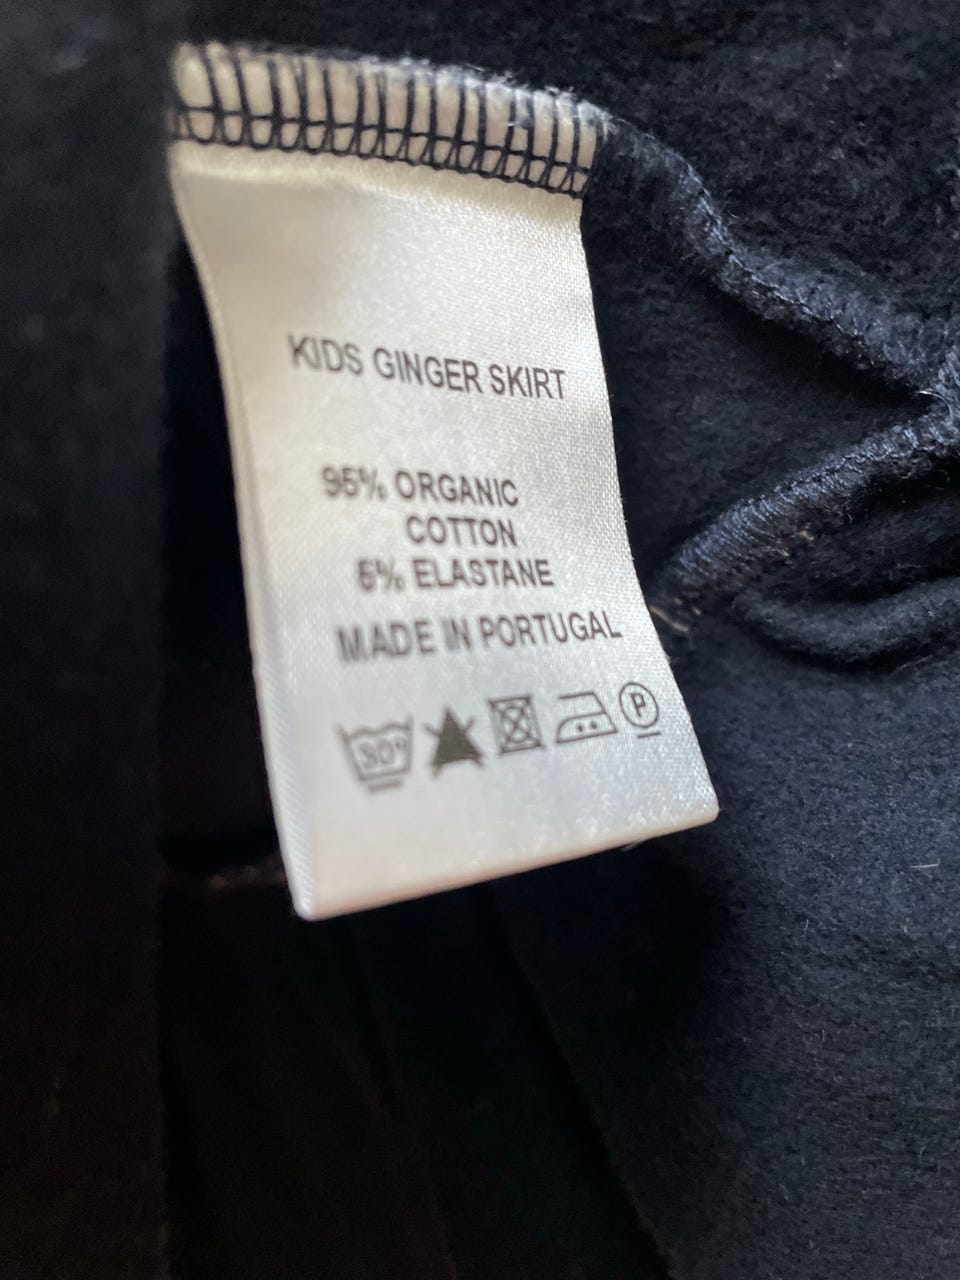 KIDS GINGER SKIRT
95% ORGANIC
COTTON
5% ELASTANE
MADE IN PORTUGAL
30°
P